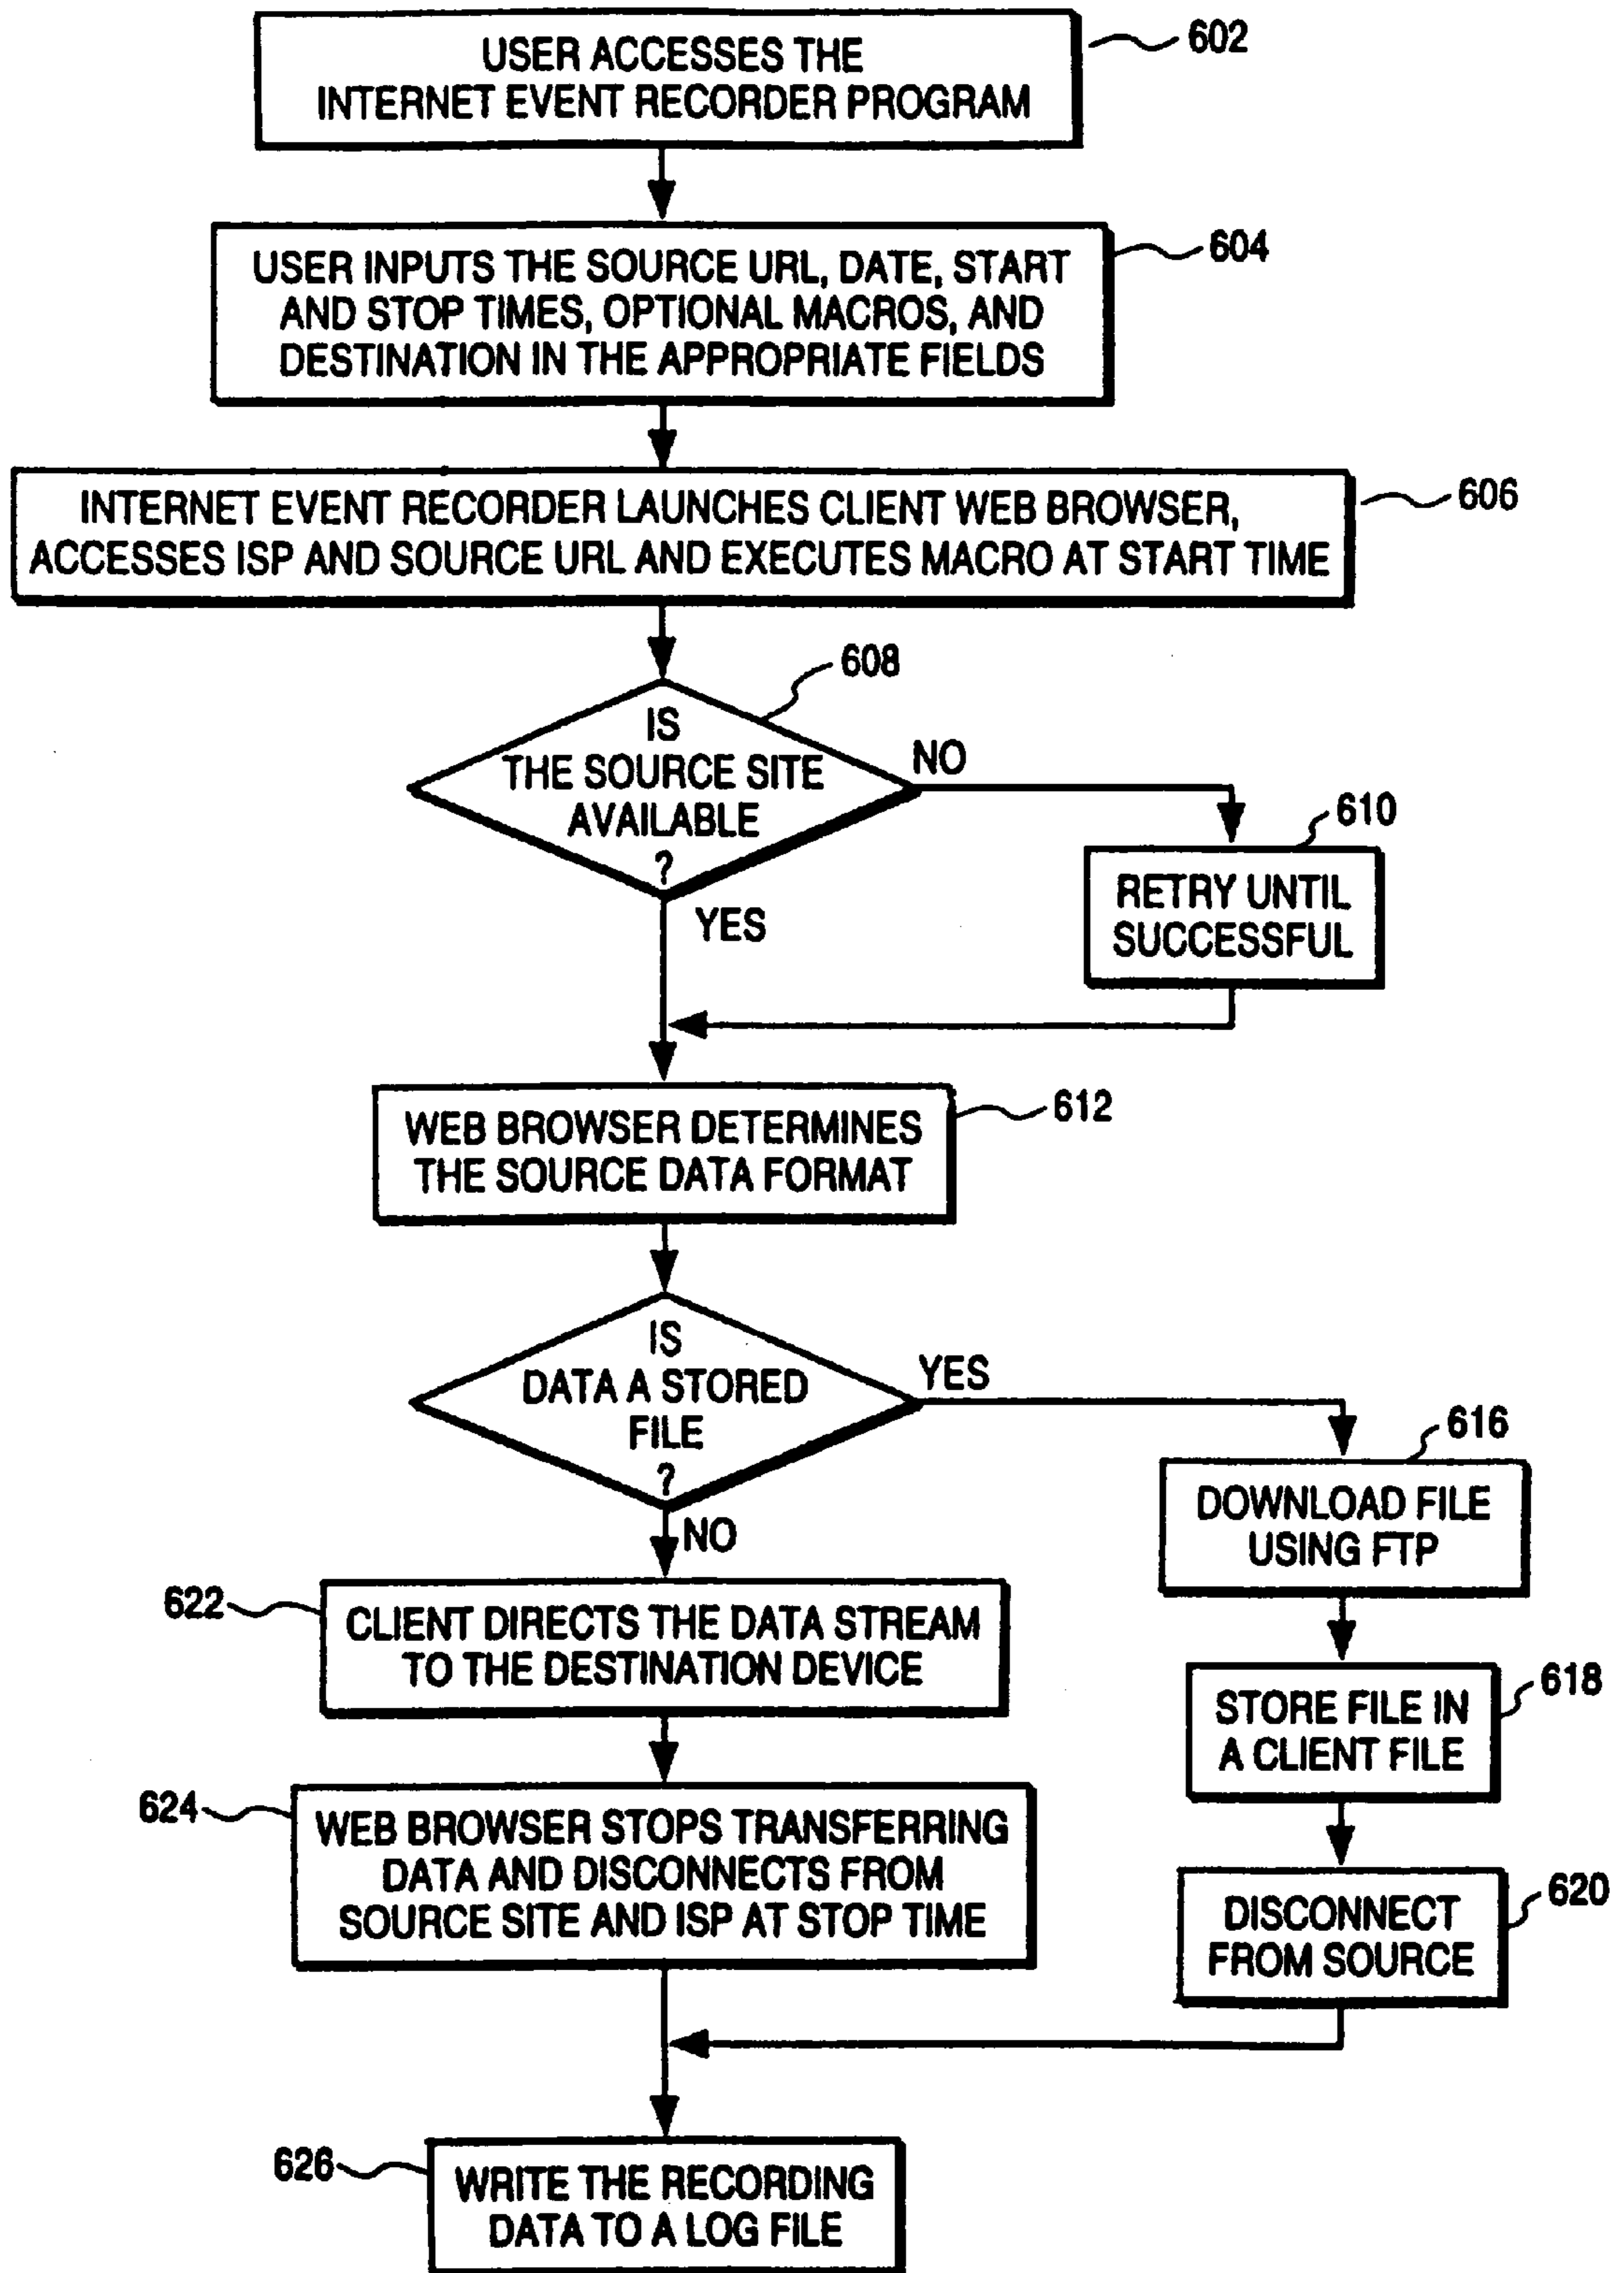 602
USER ACCESSES THE
INTERNET EVENT RECORDER PROGRAM
604
USER INPUTS THE SOURCE URL, DATE, START
AND STOP TIMES, OPTIONAL MACROS, AND
DESTINATION IN THE APPROPRIATE FIELDS
606
INTERNET EVENT RECORDER LAUNCHES CLIENT WEB BROWSER,
ACCESSES ISP AND SOURCE URL AND EXECUTES MACRO AT START TIME
608
IS
THE SOURCE SITE
AVAILABLE
?
NO
YES
610
RETRY UNTIL
SUCCESSFUL
612
WEB BROWSER DETERMINES
THE SOURCE DATA FORMAT
IS
DATA A STORED
FILE
?
YES
NO
616
DOWNLOAD FILE
USING FTP
618
STORE FILE IN
A CLIENT FILE
620
DISCONNECT
FROM SOURCE
622
CLIENT DIRECTS THE DATA STREAM
TO THE DESTINATION DEVICE
624
WEB BROWSER STOPS TRANSFERRING
DATA AND DISCONNECTS FROM
SOURCE SITE AND ISP AT STOP TIME
626
WRITE THE RECORDING
DATA TO A LOG FILE